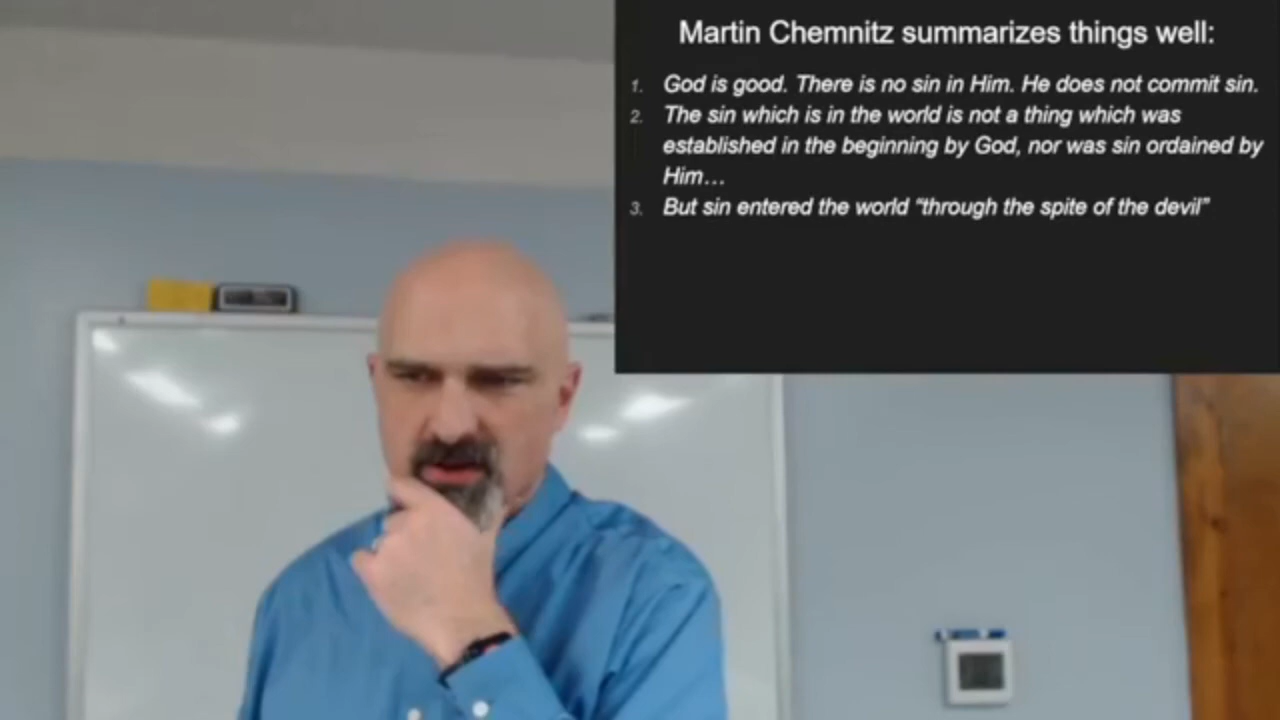 Martin Chemnitz summarizes things well:
1. God is good. There is no sin in Him. He does not commit sin.
2. The sin which is in the world is not a thing which was
established in the beginning by God, nor was sin ordained by
Him…
3. But sin entered the world “through the spite of the devil”